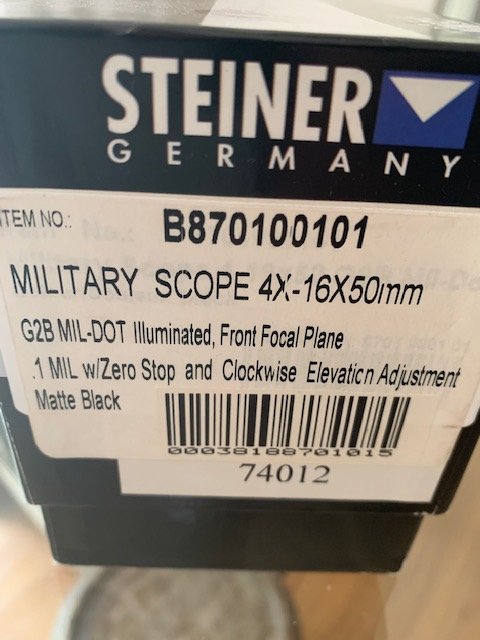 STEINER
GERMANY
ITEM NO.: B870100101
MILITARY SCOPE 4X-16X50mm
G2B MIL-DOT Illuminated, Front Focal Plane
.1 MIL w/Zero Stop and Clockwise Elevation Adjustment
Matte Black
00038188701015
74012